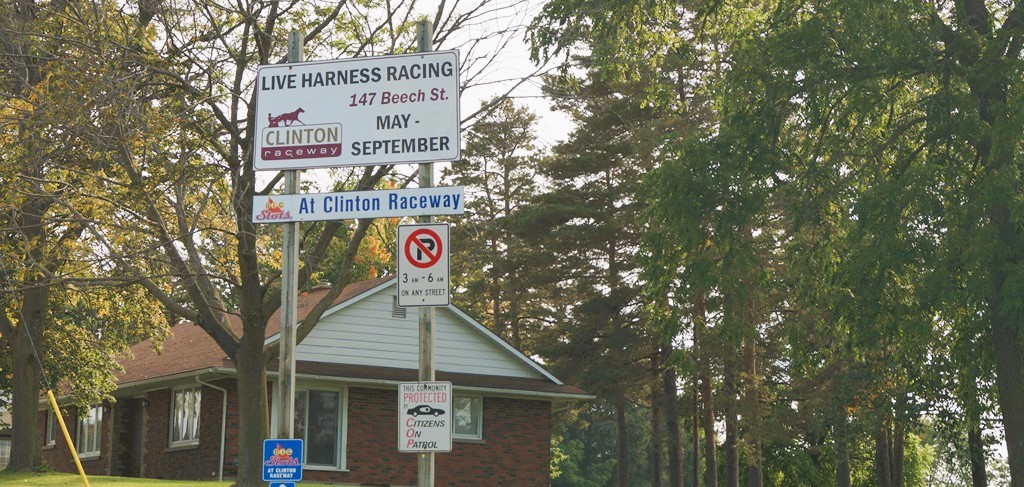 LIVE HARNESS RACING
147 Beech St.
MAY -
SEPTEMBER
CLINTON
raceway
Slots At Clinton Raceway
P
3 AM - 6 AM
ON ANY STREET
THIS COMMUNITY
PROTECTED
CITIZENS
ON
PATROL
OLG
Slots
AT CLINTON
RACEWAY